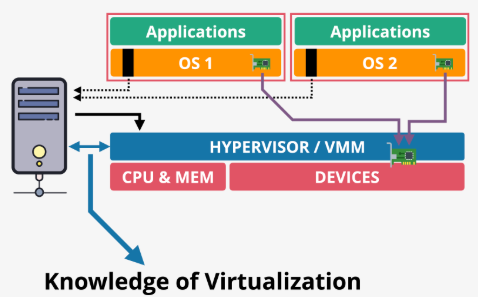 Applications
Applications
OS 1
OS 2
HYPERVISOR / VMM
CPU & MEM
DEVICES
Knowledge of Virtualization